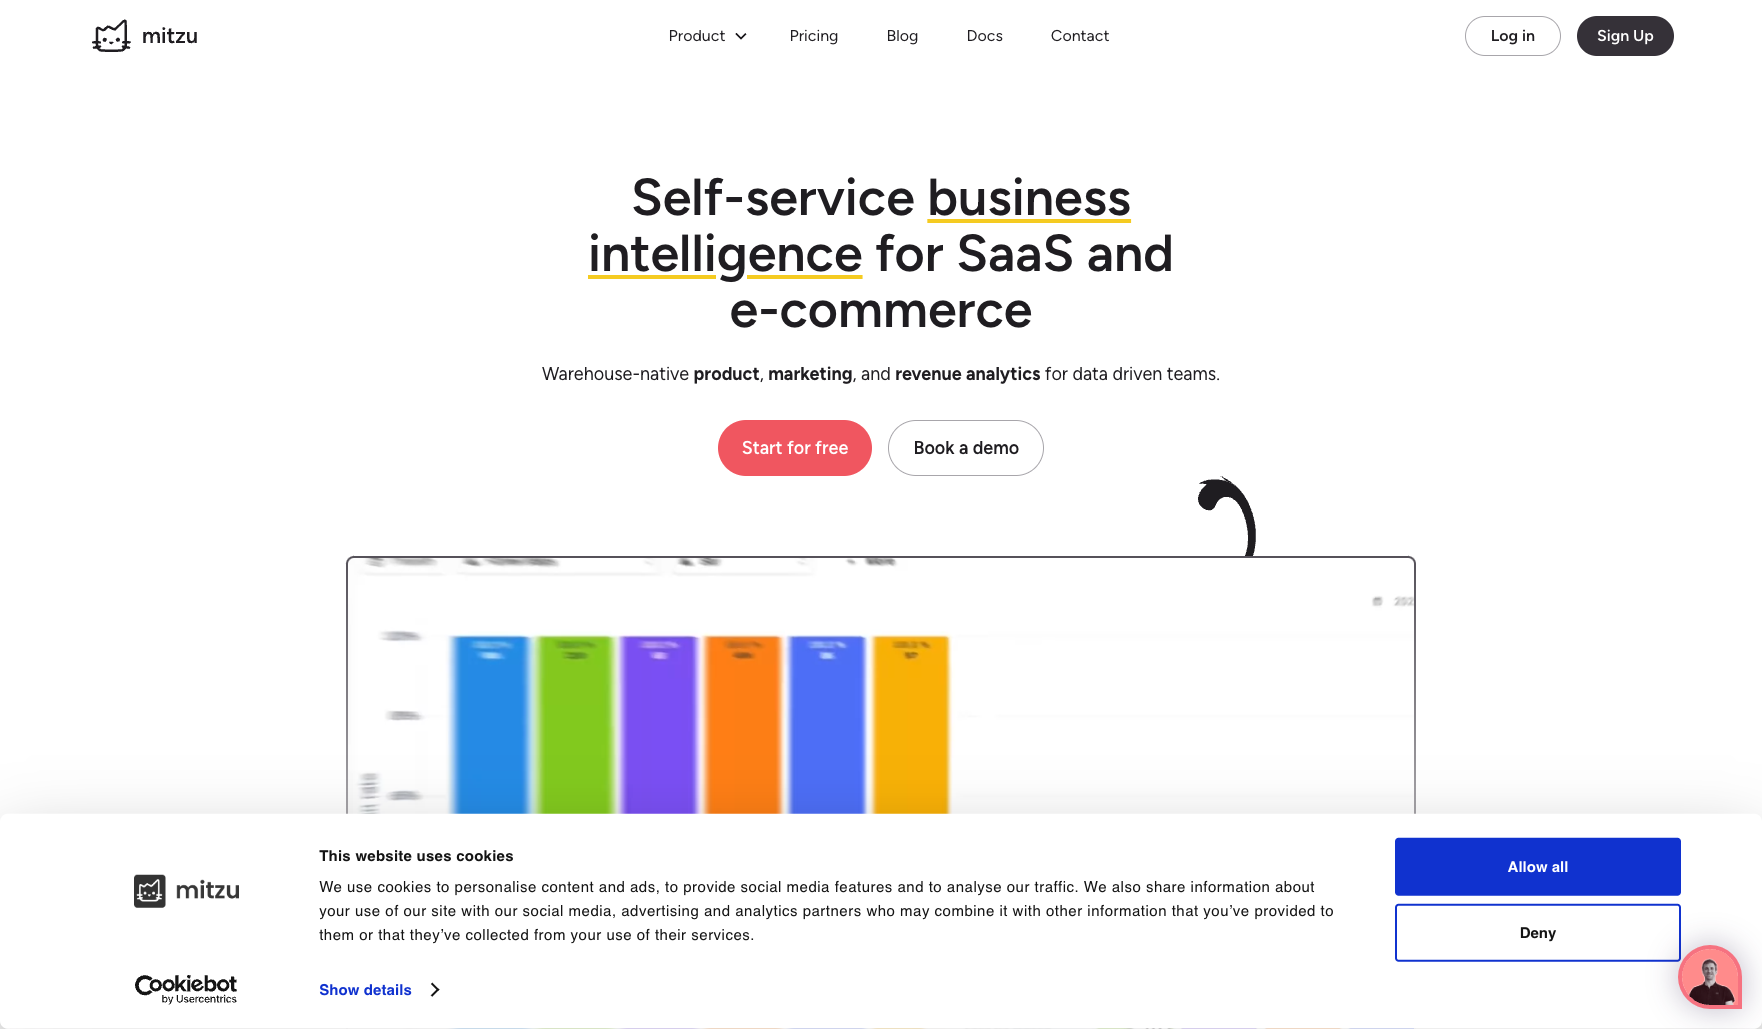 mitzu
Product
Pricing
Blog
Docs
Contact
Log in
Sign Up
Self-service business
intelligence for SaaS and
e-commerce
Warehouse-native product, marketing, and revenue analytics for data driven teams.
Start for free
Book a demo
mitzu
This website uses cookies
We use cookies to personalise content and ads, to provide social media features and to analyse our traffic. We also share information about
your use of our site with our social media, advertising and analytics partners who may combine it with other information that you’ve provided to
them or that they’ve collected from your use of their services.
Allow all
Deny
Cookiebot
by Usercentrics
Show details